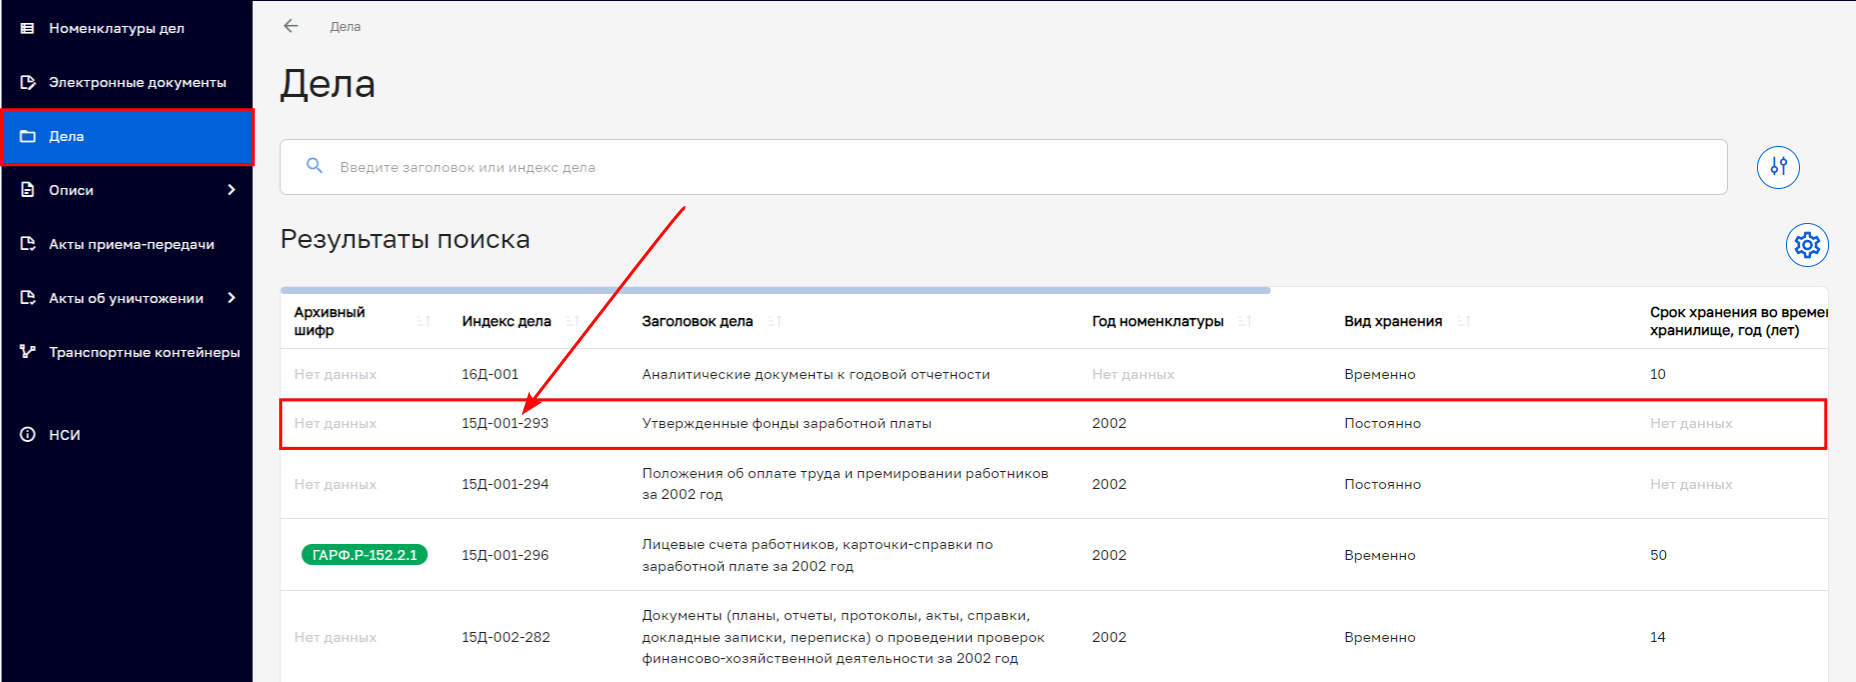 Номенклатуры дел
Электронные документы
Дела
Описи
Акты приема-передачи
Акты об уничтожении
Транспортные контейнеры
НСИ
Дела
Дела
Введите заголовок или индекс дела
Результаты поиска
Архивный шифр
Индекс дела
Заголовок дела
Год номенклатуры
Вид хранения
Срок хранения во времен
хранилище, год (лет)
Нет данных
16Д-001
Аналитические документы к годовой отчетности
Нет данных
Временно
10
Нет данных
15Д-001-293
Утвержденные фонды заработной платы
2002
Постоянно
Нет данных
Нет данных
15Д-001-294
Положения об оплате труда и премировании работников
за 2002 год
2002
Постоянно
Нет данных
ГАРФ.Р-152.2.1
15Д-001-296
Лицевые счета работников, карточки-справки по
заработной плате за 2002 год
2002
Временно
50
Нет данных
15Д-002-282
Документы (планы, отчеты, протоколы, акты, справки,
докладные записки, переписка) о проведении проверок
финансово-хозяйственной деятельности за 2002 год
2002
Временно
14